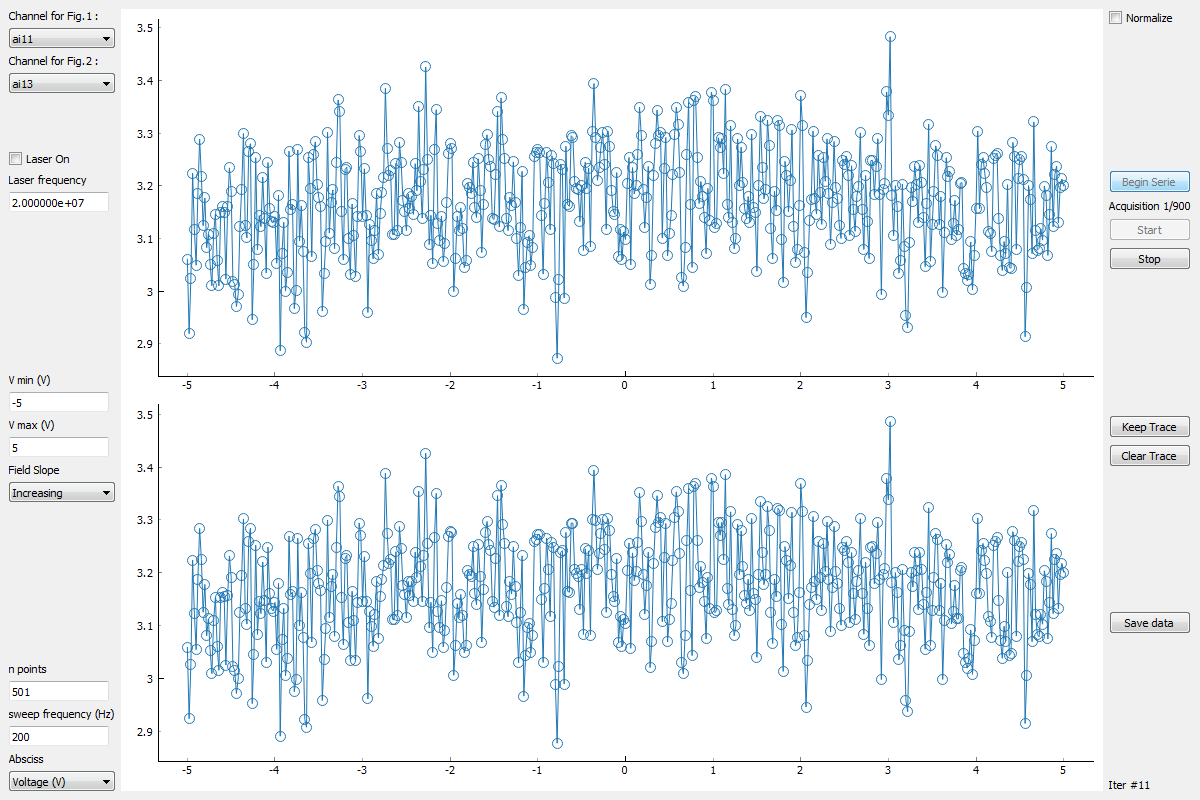 Channel for Fig.1 :
ai11
Channel for Fig.2 :
ai13
Laser On
Laser frequency
2.000000e+07
V min (V)
-5
V max (V)
5
Field Slope
Increasing
n points
501
sweep frequency (Hz)
200
Absciss
Voltage (V)
3.5
3.4
3.3
3.2
3.1
3
2.9
-5 -4 -3 -2 -1 0 1 2 3 4 5
3.5
3.4
3.3
3.2
3.1
3
2.9
-5 -4 -3 -2 -1 0 1 2 3 4 5
Normalize
Begin Serie
Acquisition 1/900
Start
Stop
Keep Trace
Clear Trace
Save data
Iter #11